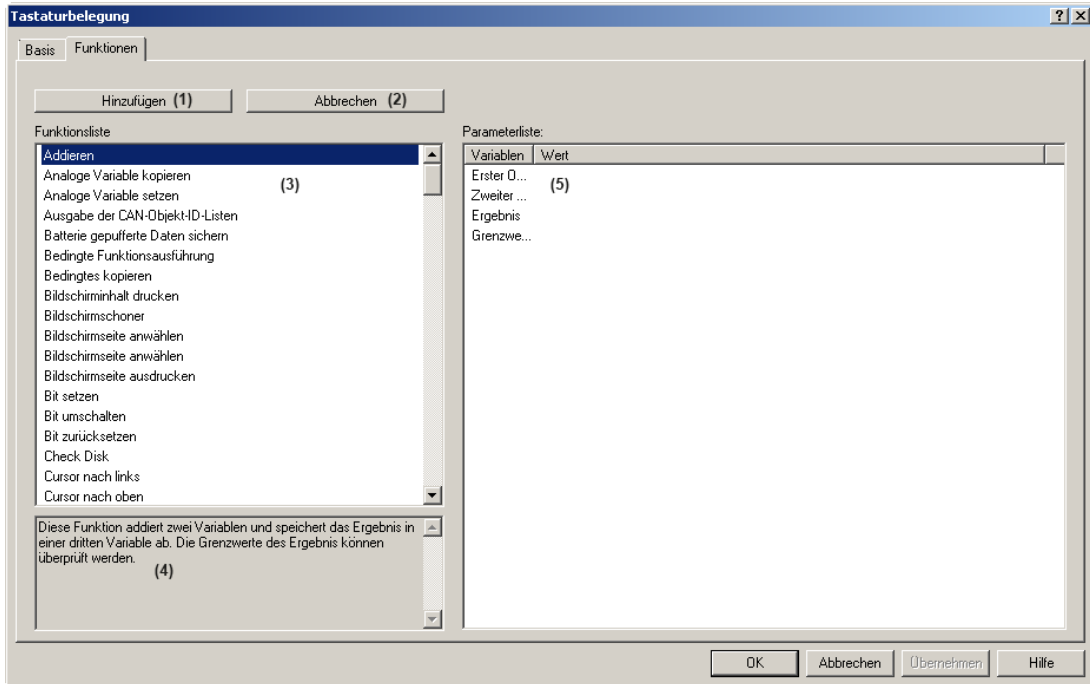 Tastaturbelegung
Basis
Funktionen
Hinzufügen (1)
Abbrechen (2)
Funktionsliste
Addieren
Analoge Variable kopieren
(3)
Analoge Variable setzen
Ausgabe der CAN-Objekt-ID-Listen
Batterie gepufferte Daten sichern
Bedingte Funktionsausführung
Bedingtes kopieren
Bildschirminhalt drucken
Bildschirmschoner
Bildschirmseite anwählen
Bildschirmseite anwählen
Bildschirmseite ausdrucken
Bit setzen
Bit umschalten
Bit zurücksetzen
Check Disk
Cursor nach links
Cursor nach oben
Diese Funktion addiert zwei Variablen und speichert das Ergebnis in
einer dritten Variable ab. Die Grenzwerte des Ergebnis können
überprüft werden.
(4)
Parameterliste:
Variablen
Wert
Erster O...
(5)
Zweiter ...
Ergebnis
Grenzwe...
OK
Abbrechen
Übernehmen
Hilfe